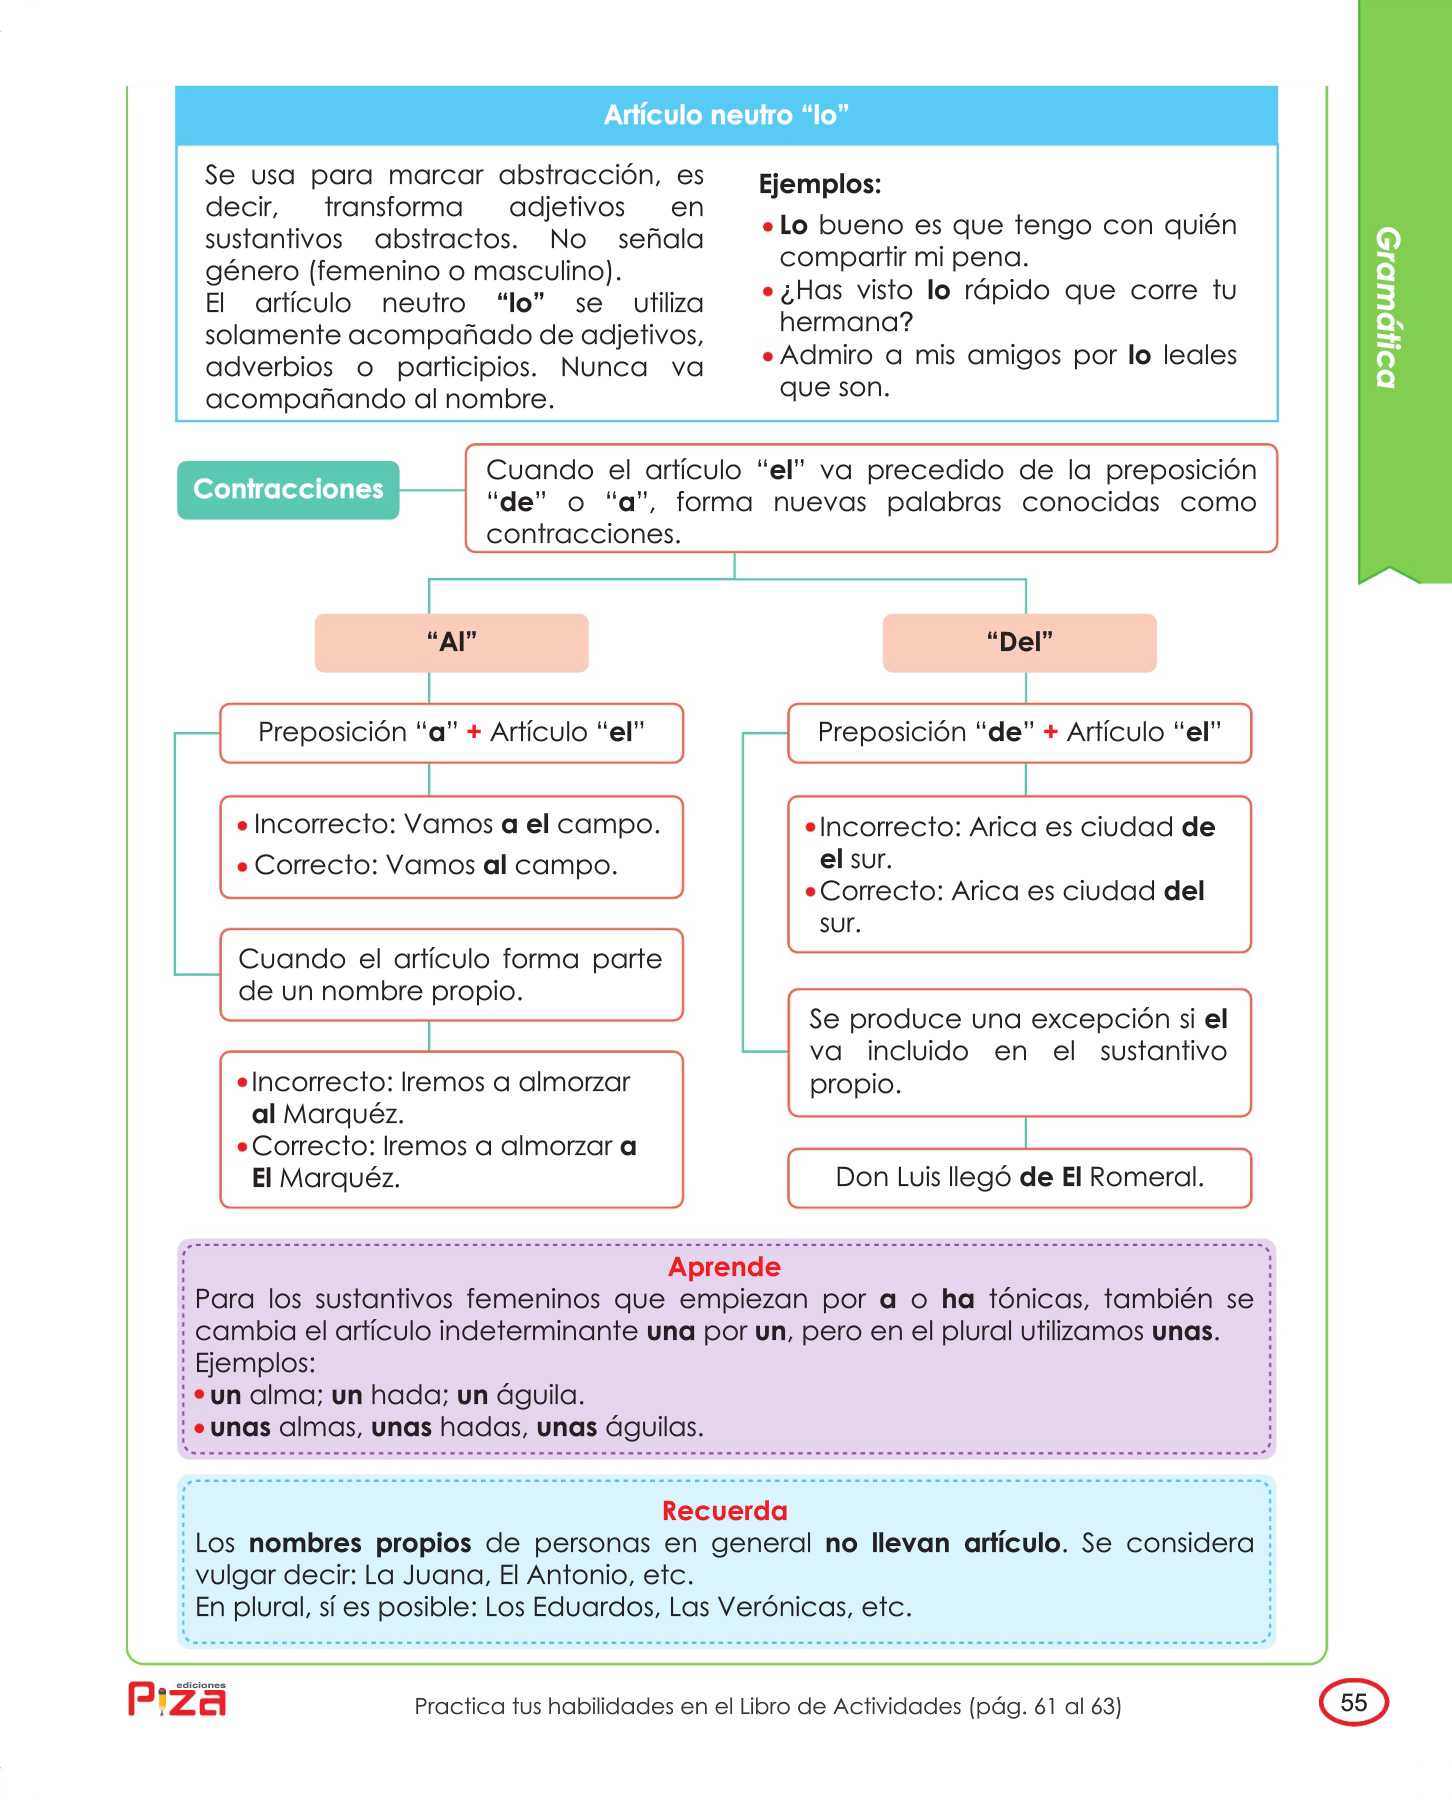 Artículo neutro “lo”
Se usa para marcar abstracción, es
decir, transforma adjetivos en
sustantivos abstractos. No señala
género (femenino o masculino).
El artículo neutro “lo” se utiliza
solamente acompañado de adjetivos,
adverbios o participios. Nunca va
acompañando al nombre.
Ejemplos:
• Lo bueno es que tengo con quién
compartir mi pena.
• ¿Has visto lo rápido que corre tu
hermana?
• Admiro a mis amigos por lo leales
que son.
Gramática
Contracciones
Cuando el artículo “el” va precedido de la preposición
“de” o “a”, forma nuevas palabras conocidas como
contracciones.
“Al”
Preposición “a” + Artículo “el”
• Incorrecto: Vamos a el campo.
• Correcto: Vamos al campo.
Cuando el artículo forma parte
de un nombre propio.
• Incorrecto: Iremos a almorzar
al Marquéz.
• Correcto: Iremos a almorzar a
El Marquéz.
“Del”
Preposición “de” + Artículo “el”
• Incorrecto: Arica es ciudad de
el sur.
• Correcto: Arica es ciudad del
sur.
Se produce una excepción si el
va incluido en el sustantivo
propio.
Don Luis llegó de El Romeral.
Aprende
Para los sustantivos femeninos que empiezan por a o ha tónicas, también se
cambia el artículo indeterminante una por un, pero en el plural utilizamos unas.
Ejemplos:
• un alma; un hada; un águila.
• unas almas, unas hadas, unas águilas.
Recuerda
Los nombres propios de personas en general no llevan artículo. Se considera
vulgar decir: La Juana, El Antonio, etc.
En plural, sí es posible: Los Eduardos, Las Verónicas, etc.
ediciones
Piza
Practica tus habilidades en el Libro de Actividades (pág. 61 al 63)
55